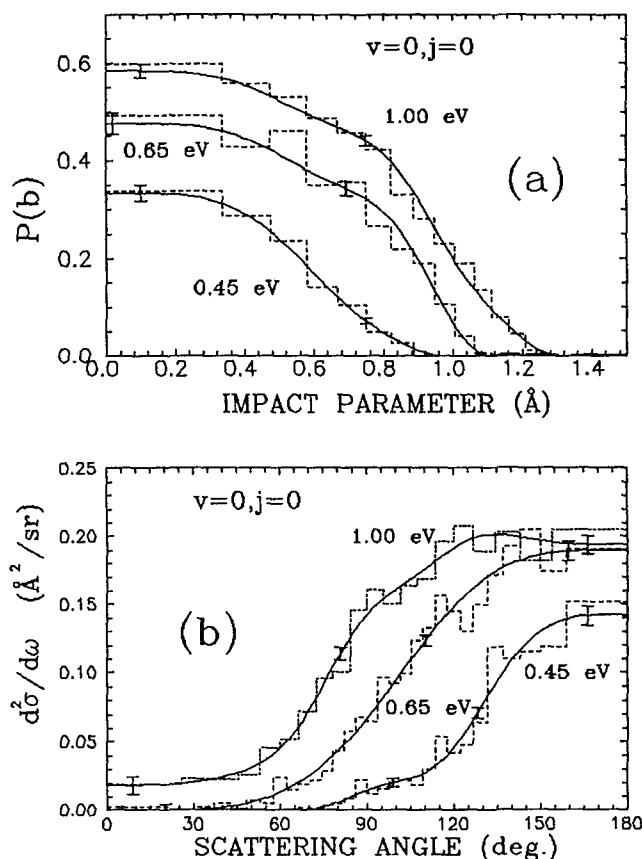 v=0,j=0
0.6
1.00 eV
0.65 eV
0.4
(a)
P(b)
0.2
0.45 eV
0.0
0.0 0.2 0.4 0.6 0.8 1.0 1.2 1.4
IMPACT PARAMETER (Å)
0.25
v=0,j=0
0.20
1.00 eV
d²σ/dω (Å²/sr)
0.15
(b)
0.45 eV
0.10
0.65 eV
0.05
0.00
0 30 60 90 120 150 180
SCATTERING ANGLE (deg.)